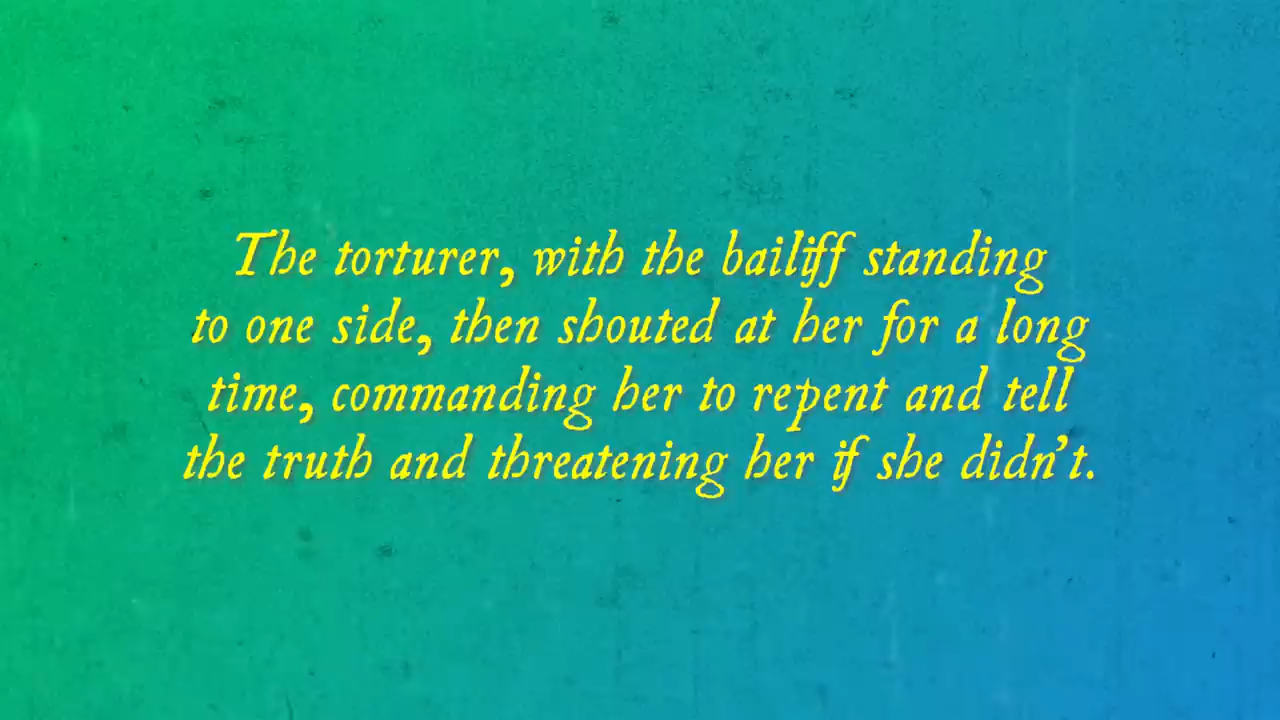 The torturer, with the bailiff standing
to one side, then shouted at her for a long
time, commanding her to repent and tell
the truth and threatening her if she didn't.